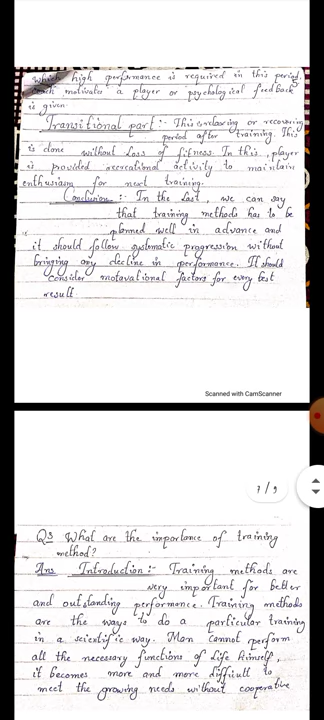 which high performance is required in this period,
coach motivates a player or psychological feedback
is given.
Transitional part :- This is relaxing or recovering
period after training. This
is done without Loss of fitness. In this, player
is provided recreational activity to maintain
enthusiasm for next training.
Conclusion :- In the Last, we can say
that training methods has to be
planned well in advance and
it should follow systematic progression without
bringing any decline in performance. It should
consider motavational factors for every best
result
Scanned with CamScanner
7/9
Q3 What are the importance of training
method?
Ans Introduction :- Training methods are
very important for better
and outstanding performance. Training methods
are the ways to do a particular training
in a scientific way. Man cannot perform
all the necessary functions of Life himself,
it becomes more and more difficult to
meet the growing needs without cooperative